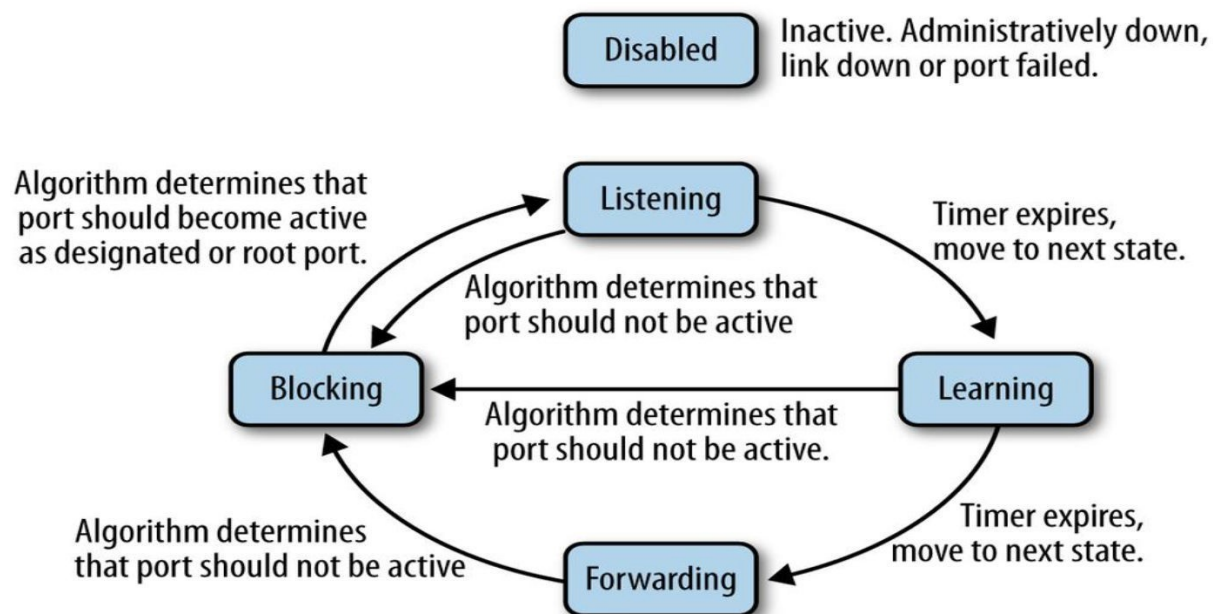 Disabled
Inactive. Administratively down,
link down or port failed.
Algorithm determines that
port should become active
as designated or root port.
Listening
Timer expires,
move to next state.
Algorithm determines that
port should not be active
Blocking
Learning
Algorithm determines that
port should not be active.
Algorithm determines
that port should not be active
Forwarding
Timer expires,
move to next state.